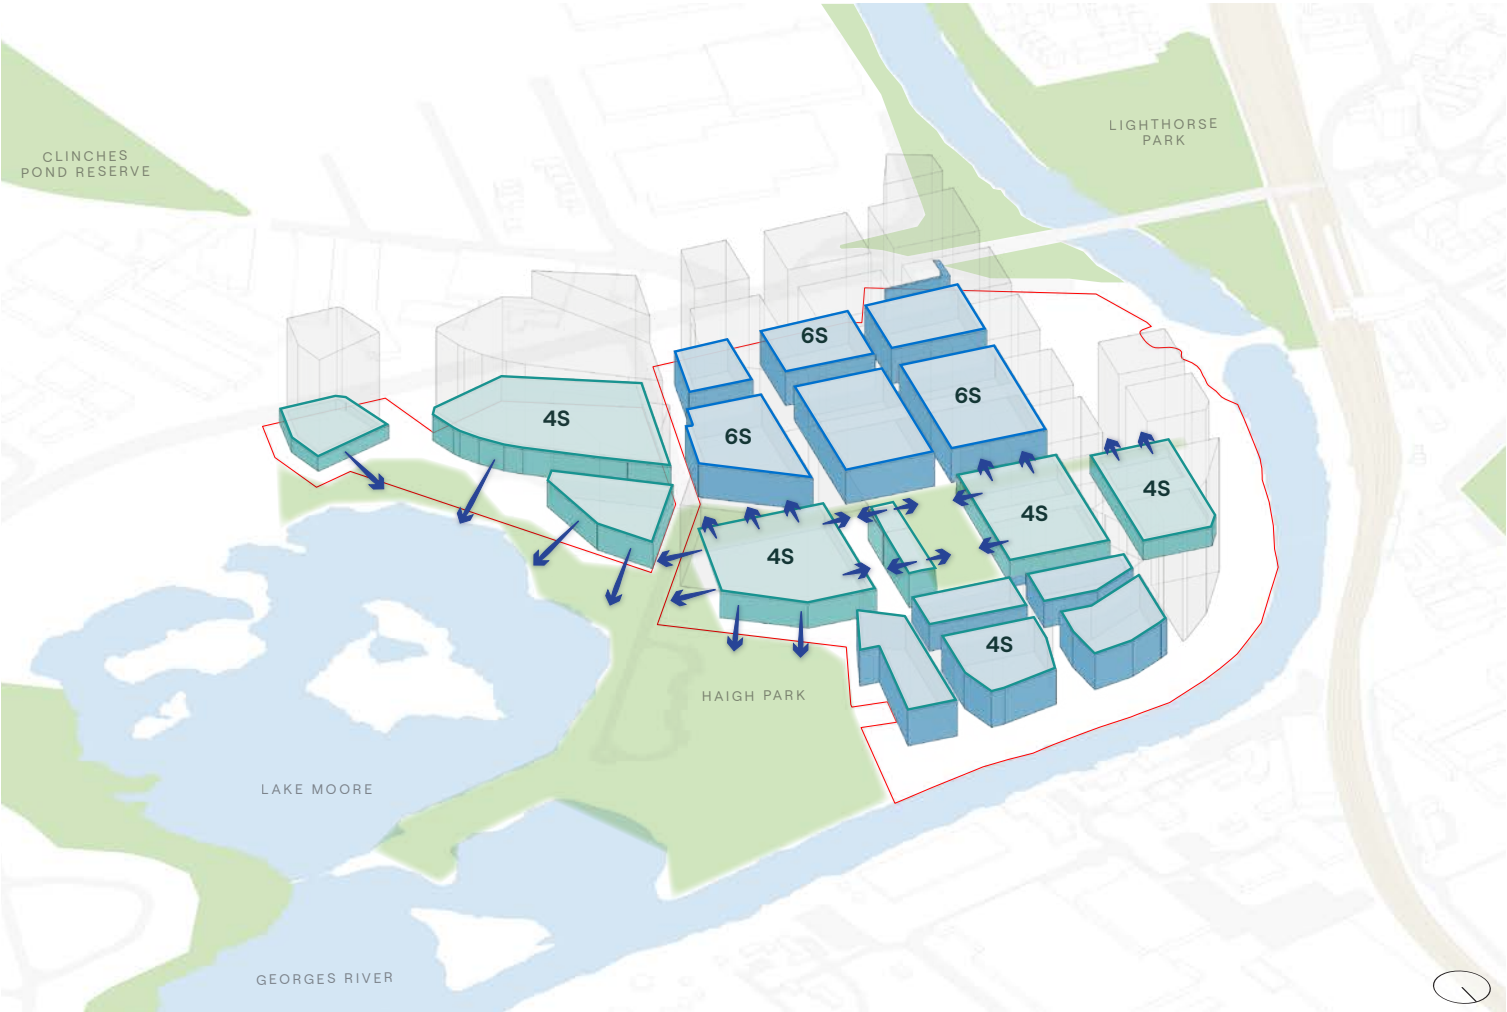 LIGHTHORSE
PARK
CLINCHES
POND RESERVE
6S
6S
4S
6S
4S
4S
4S
4S
HAIGH PARK
LAKE MOORE
GEORGES RIVER